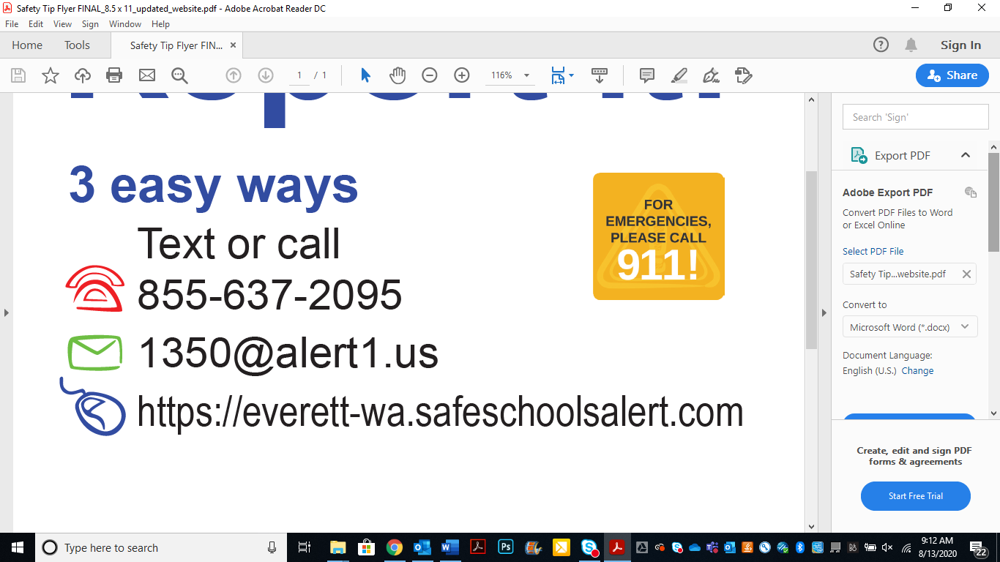 Safety Tip Flyer FINAL_8.5 x 11_updated_website.pdf - Adobe Acrobat Reader DC
File Edit View Sign Window Help
Home Tools Safety Tip Flyer FIN... × Sign In
1 / 1 116% Share
3 easy ways
Text or call
855-637-2095
1350@alert1.us
https://everett-wa.safeschoolsalert.com
FOR
EMERGENCIES,
PLEASE CALL
911!
Search 'Sign'
Export PDF
Adobe Export PDF
Convert PDF Files to Word
or Excel Online
Select PDF File
Safety Tip...website.pdf
Convert to
Microsoft Word (*.docx)
Document Language:
English (U.S.) Change
Create, edit and sign PDF
forms & agreements
Start Free Trial
Type here to search
9:12 AM
8/13/2020
22